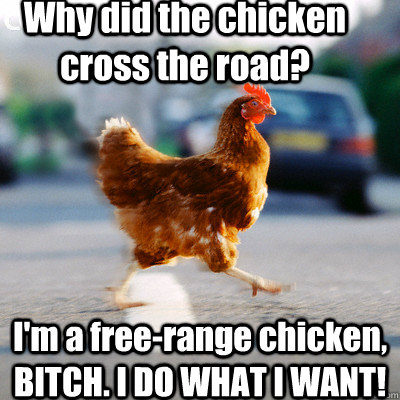 Why did the chicken
cross the road?
I'm a free-range chicken,
BITCH. I DO WHAT I WANT!